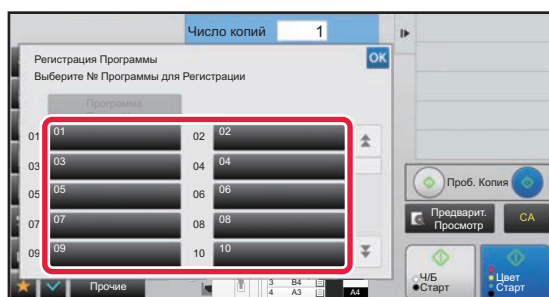 Число копий 1
Регистрация Программы
OK
Выберите № Программы для Регистрации
Программа
01 01 02 02
03 03 04 04
05 05 06 06
07 07 08 08
09 09 10 10
Проб. Копия
Предварит.
Просмотр
CA
Ч/Б
Старт
Цвет
Старт
Прочие
3 B4
4 A3
A4